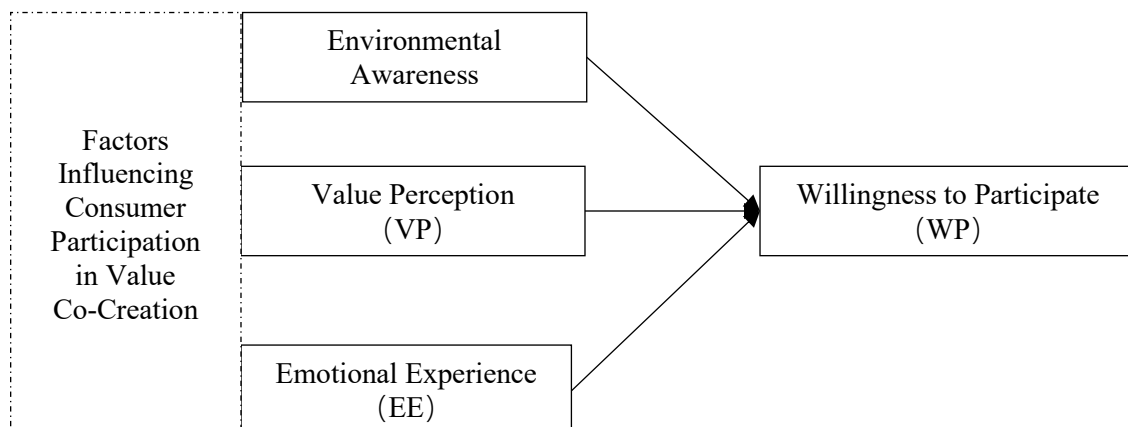 Factors
Influencing
Consumer
Participation
in Value
Co-Creation
Environmental
Awareness
Value Perception
（VP）
Emotional Experience
（EE）
Willingness to Participate
（WP）